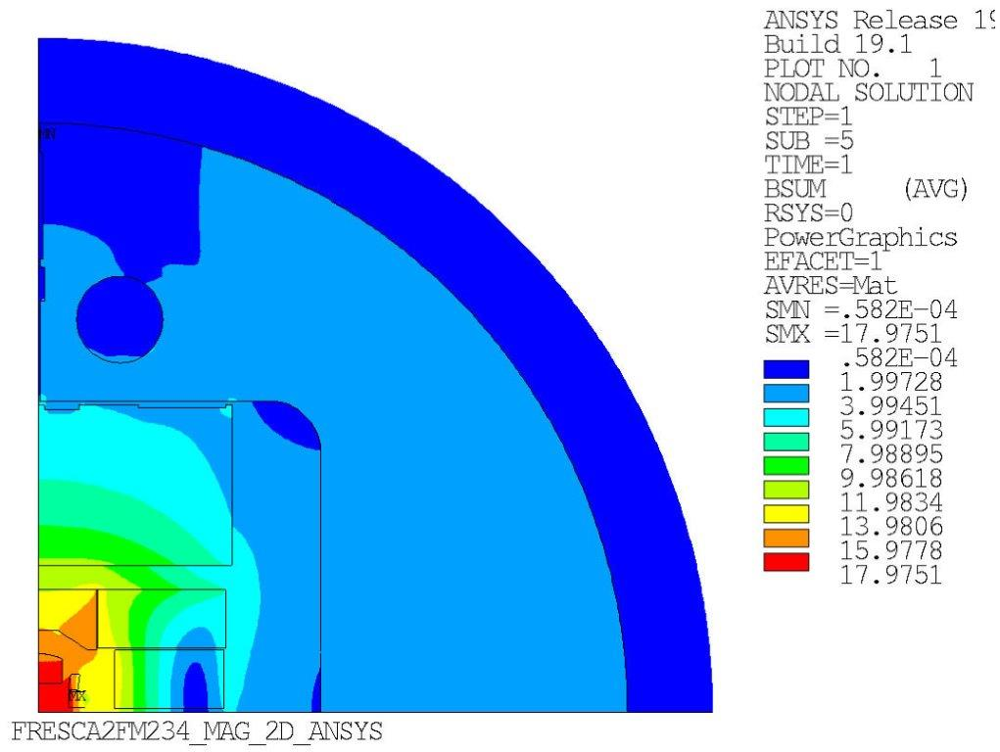 ANSYS Release 19
Build 19.1
PLOT NO. 1
NODAL SOLUTION
STEP=1
SUB =5
TIME=1
BSUM (AVG)
RSYS=0
PowerGraphics
EFACET=1
AVRES=Mat
SMN =.582E-04
SMX =17.9751
.582E-04
1.99728
3.99451
5.99173
7.98895
9.98618
11.9834
13.9806
15.9778
17.9751
MN
MX
FRESCA2FM234_MAG_2D_ANSYS